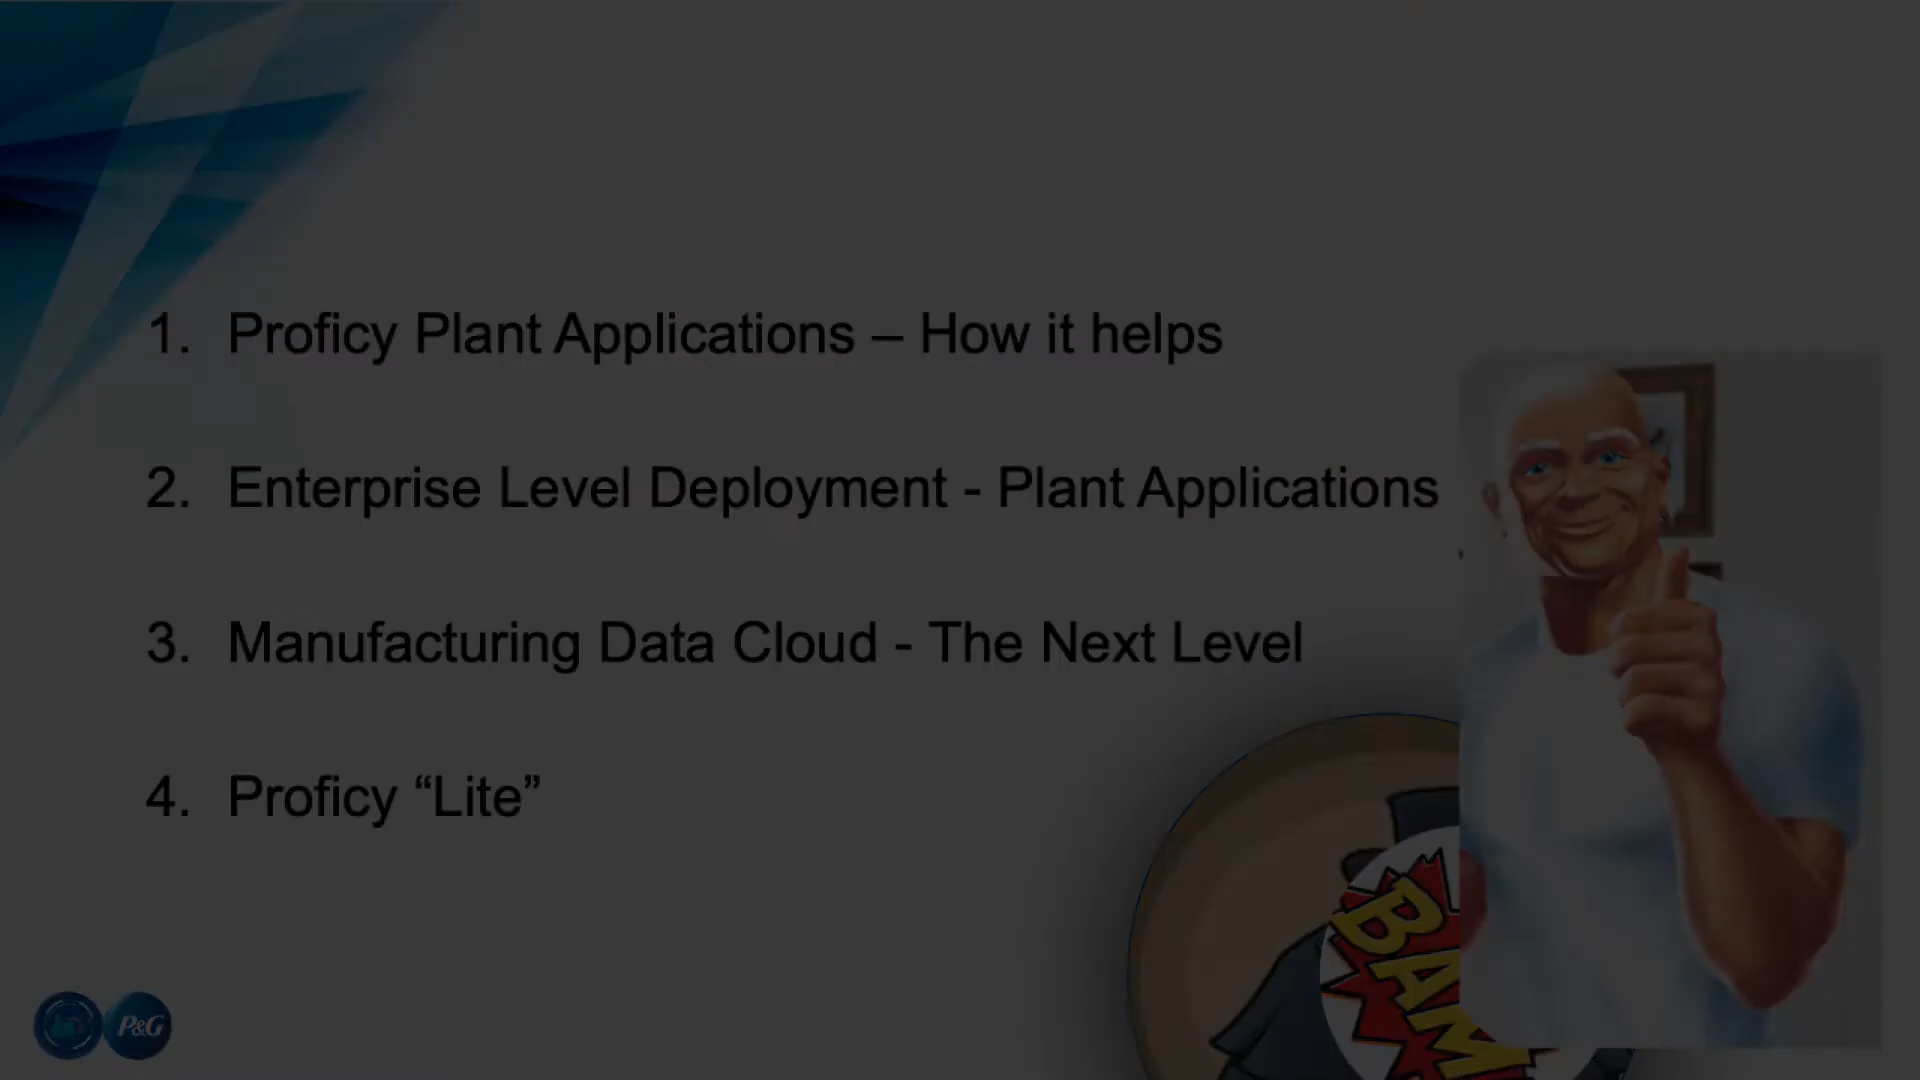 1. Proficy Plant Applications – How it helps
2. Enterprise Level Deployment - Plant Applications
3. Manufacturing Data Cloud - The Next Level
4. Proficy “Lite”
BAM
P&G